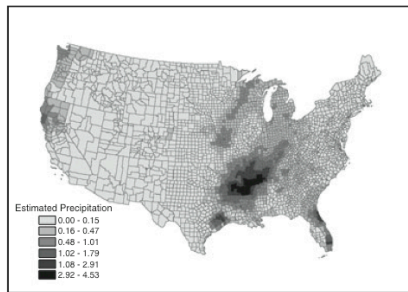 Estimated Precipitation
0.00 - 0.15
0.16 - 0.47
0.48 - 1.01
1.02 - 1.79
1.08 - 2.91
2.92 - 4.53